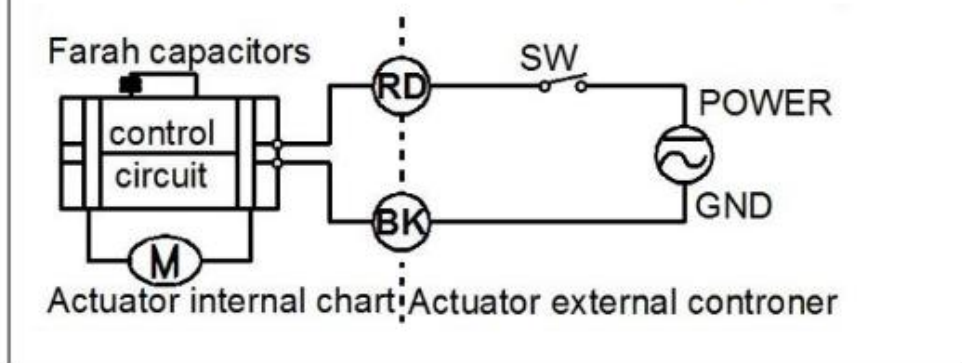 Farah capacitors
RD
SW
POWER
control
circuit
GND
BK
M
Actuator internal chart
Actuator external controner